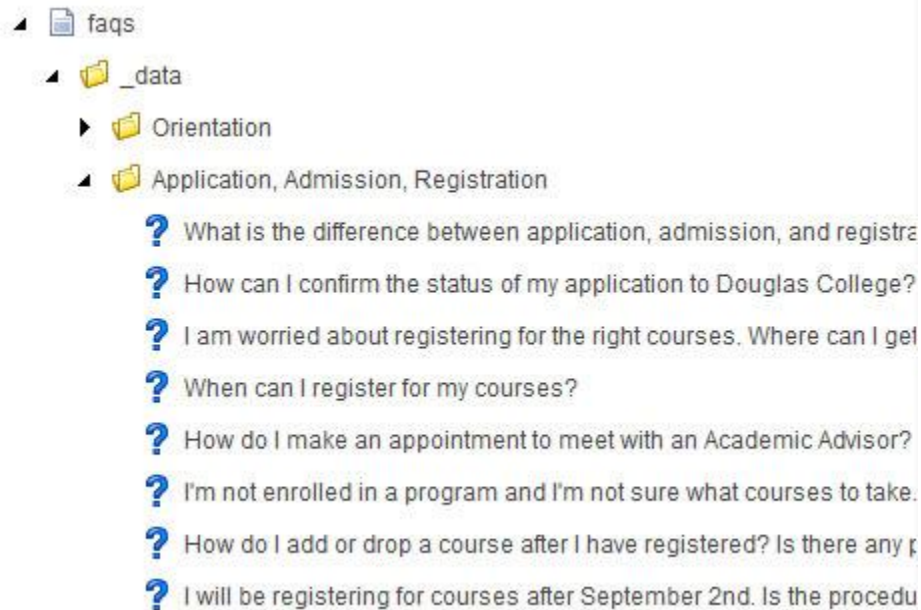 faqs
_data
Orientation
Application, Admission, Registration
What is the difference between application, admission, and
How can I confirm the status of my application to Douglas College?
I am worried about registering for the right courses. Where can I get
When can I register for my courses?
How do I make an appointment to meet with an Academic Advisor?
I'm not enrolled in a program and I'm not sure what courses to take.
How do I add or drop a course after I have registered? Is there any
I will be registering for courses after September 2nd. Is the